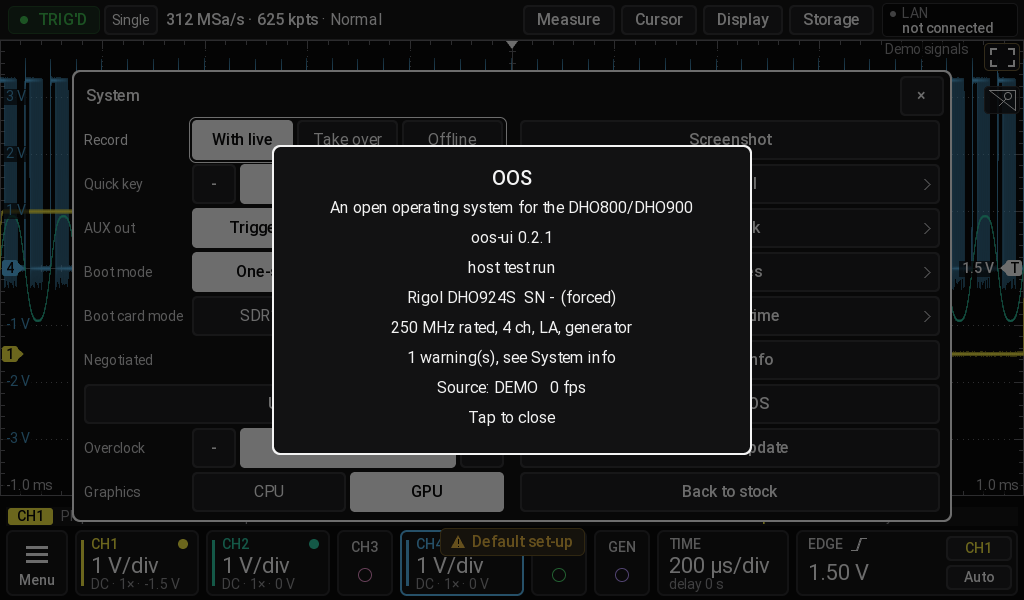 TRIG'D
Single
312 MSa/s · 625 kpts · Normal
Measure
Cursor
Display
Storage
LAN
not connected
Demo signals
System
×
3 V
2 V
1 V
4
-1 V
1
-2 V
-3 V
-1.0 ms
1.5 V
T
1.0 ms
Record
With live
Take over
Offline
Screenshot
Quick key
-
AUX out
Boot mode
Boot card mode
SDR
Negotiated
Overclock
-
Graphics
CPU
GPU
Back to stock
OOS
An open operating system for the DHO800/DHO900
oos-ui 0.2.1
host test run
Rigol DHO924S SN - (forced)
250 MHz rated, 4 ch, LA, generator
1 warning(s), see System info
Source: DEMO 0 fps
Tap to close
CH1
Menu
CH1
1 V/div
DC · 1× · -1.5 V
CH2
1 V/div
DC · 1× · 0 V
CH3
CH4
1 V/div
DC · 1× · 0 V
Default set-up
GEN
TIME
200 µs/div
delay 0 s
EDGE
1.50 V
CH1
Auto